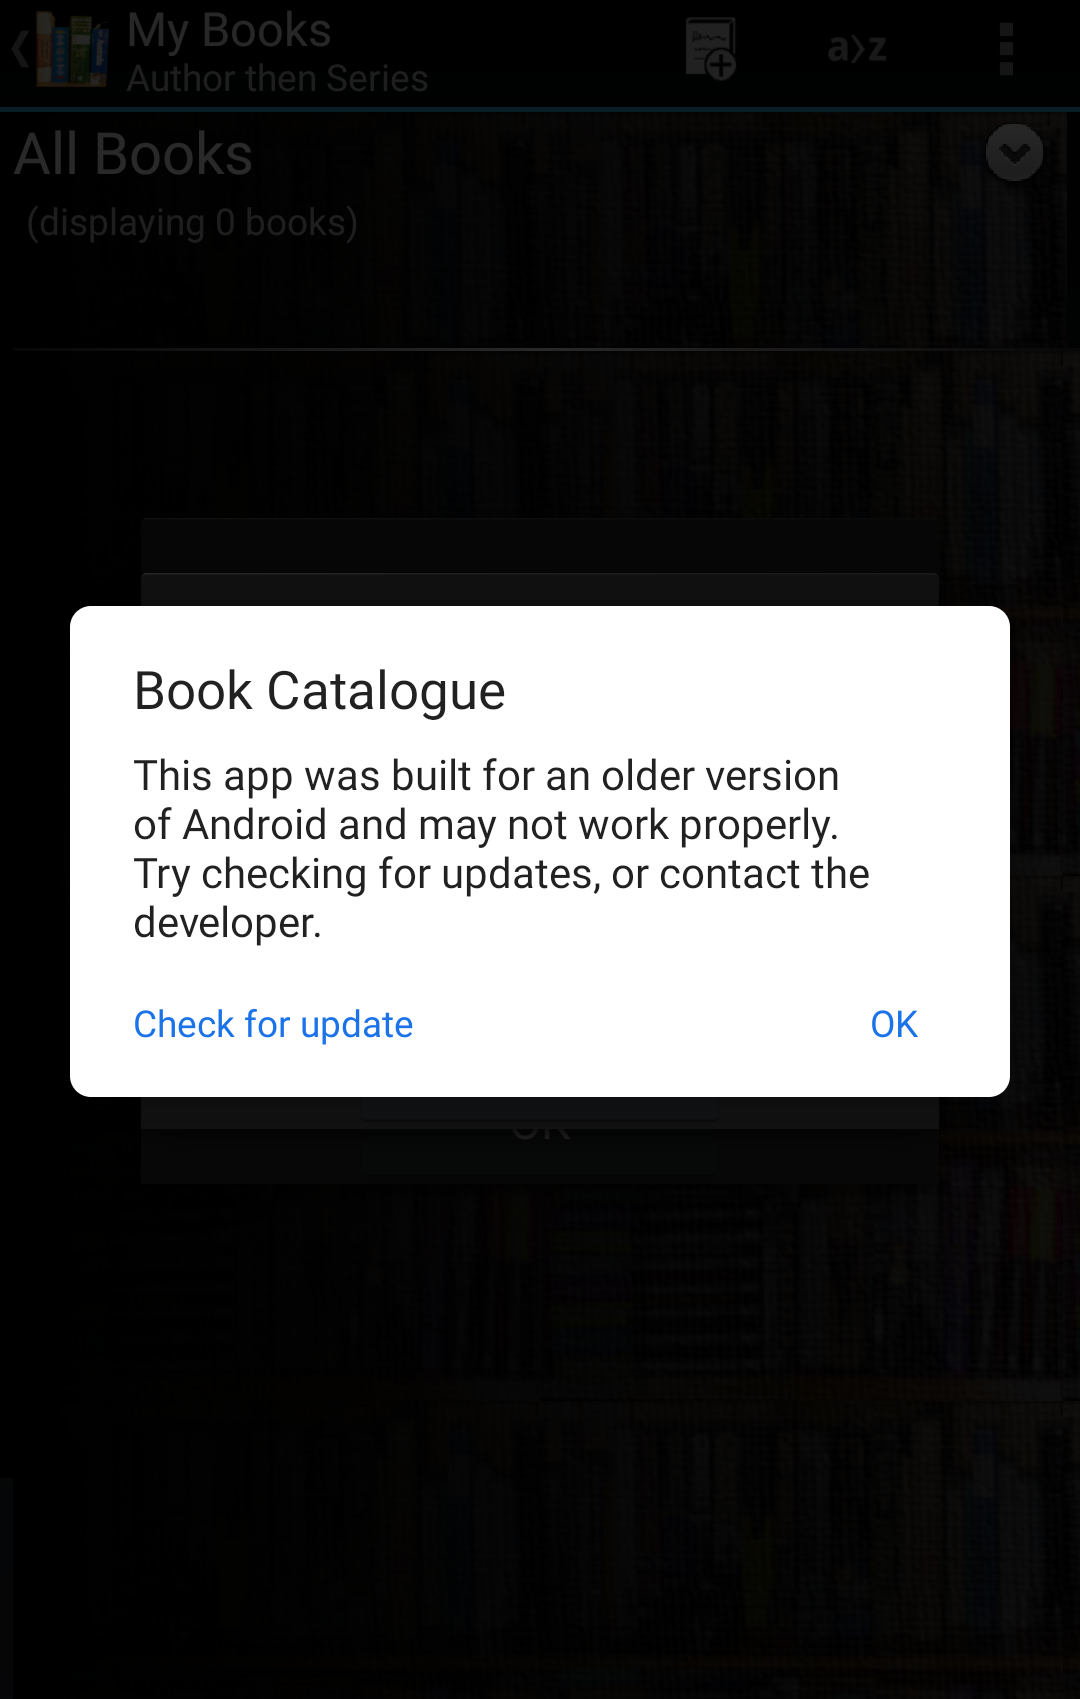 My Books
Author then Series
a>z
All Books
(displaying 0 books)
Book Catalogue
This app was built for an older version
of Android and may not work properly.
Try checking for updates, or contact the
developer.
Check for update
OK
OK